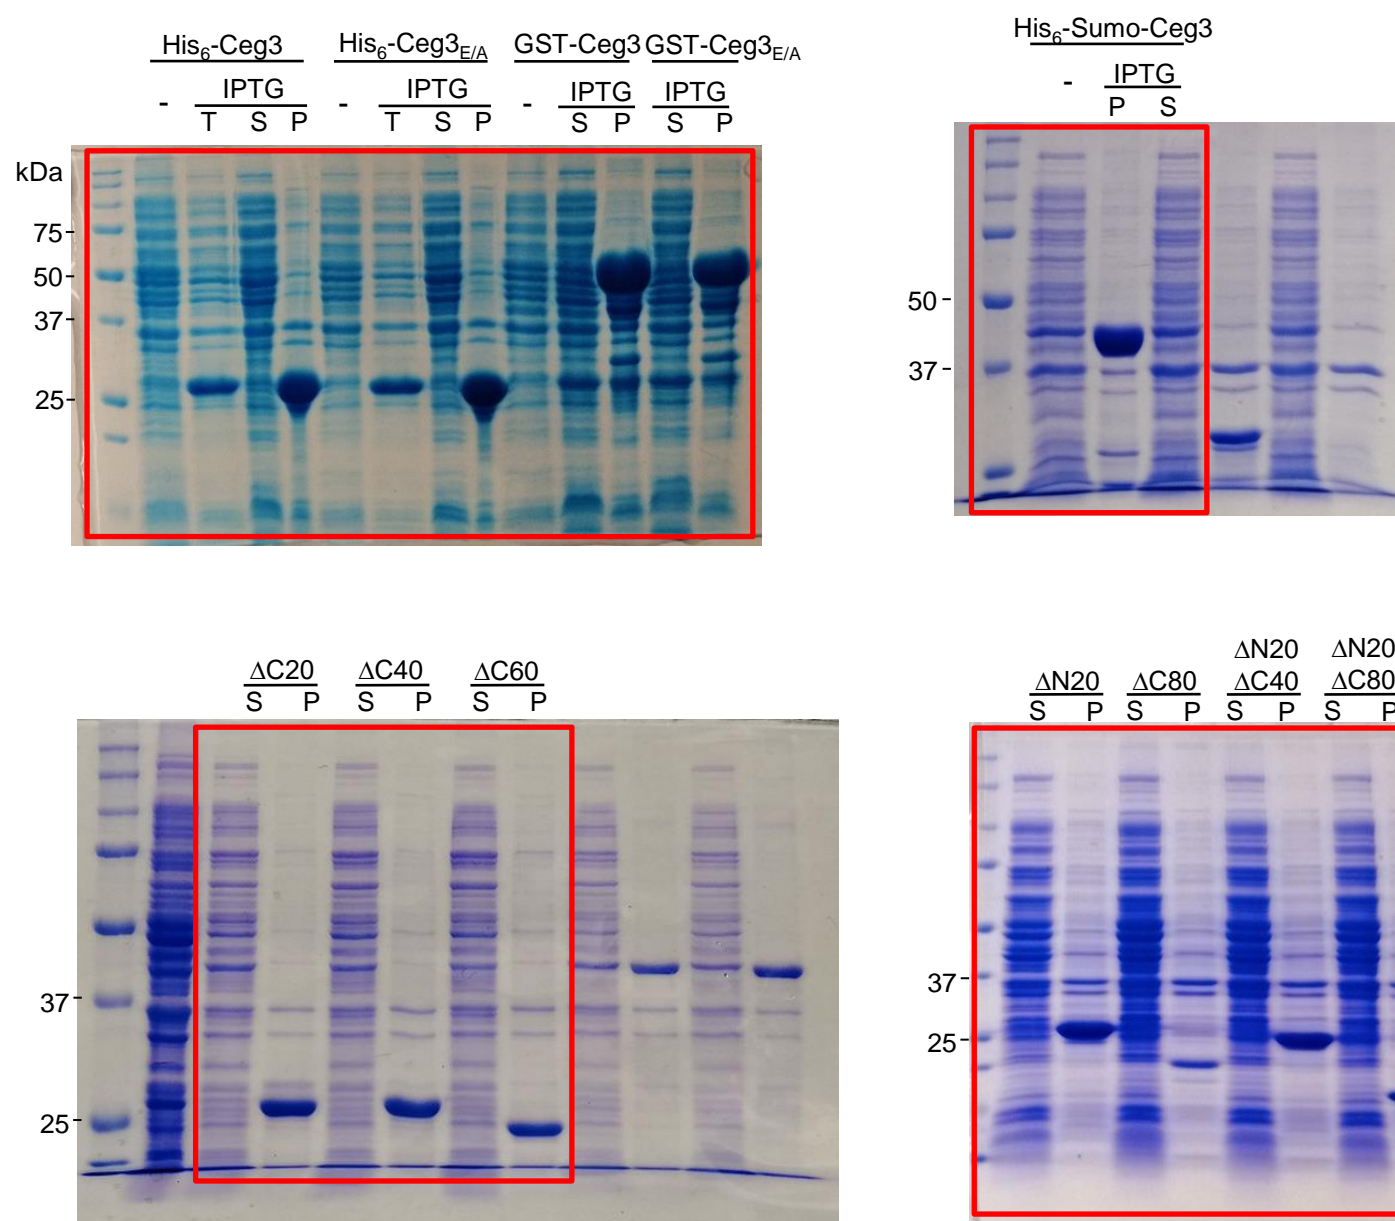 His6-Ceg3 His6-Ceg3E/A GST-Ceg3 GST-Ceg3E/A
- IPTG - IPTG - IPTG IPTG
T S P T S P S P S P
kDa
75
50
37
25
His6-Sumo-Ceg3
- IPTG
P S
50
37
ΔC20 ΔC40 ΔC60
S P S P S P
37
25
ΔN20 ΔN20
ΔN20 ΔC80 ΔC40 ΔC80
S P S P S P S P
37
25